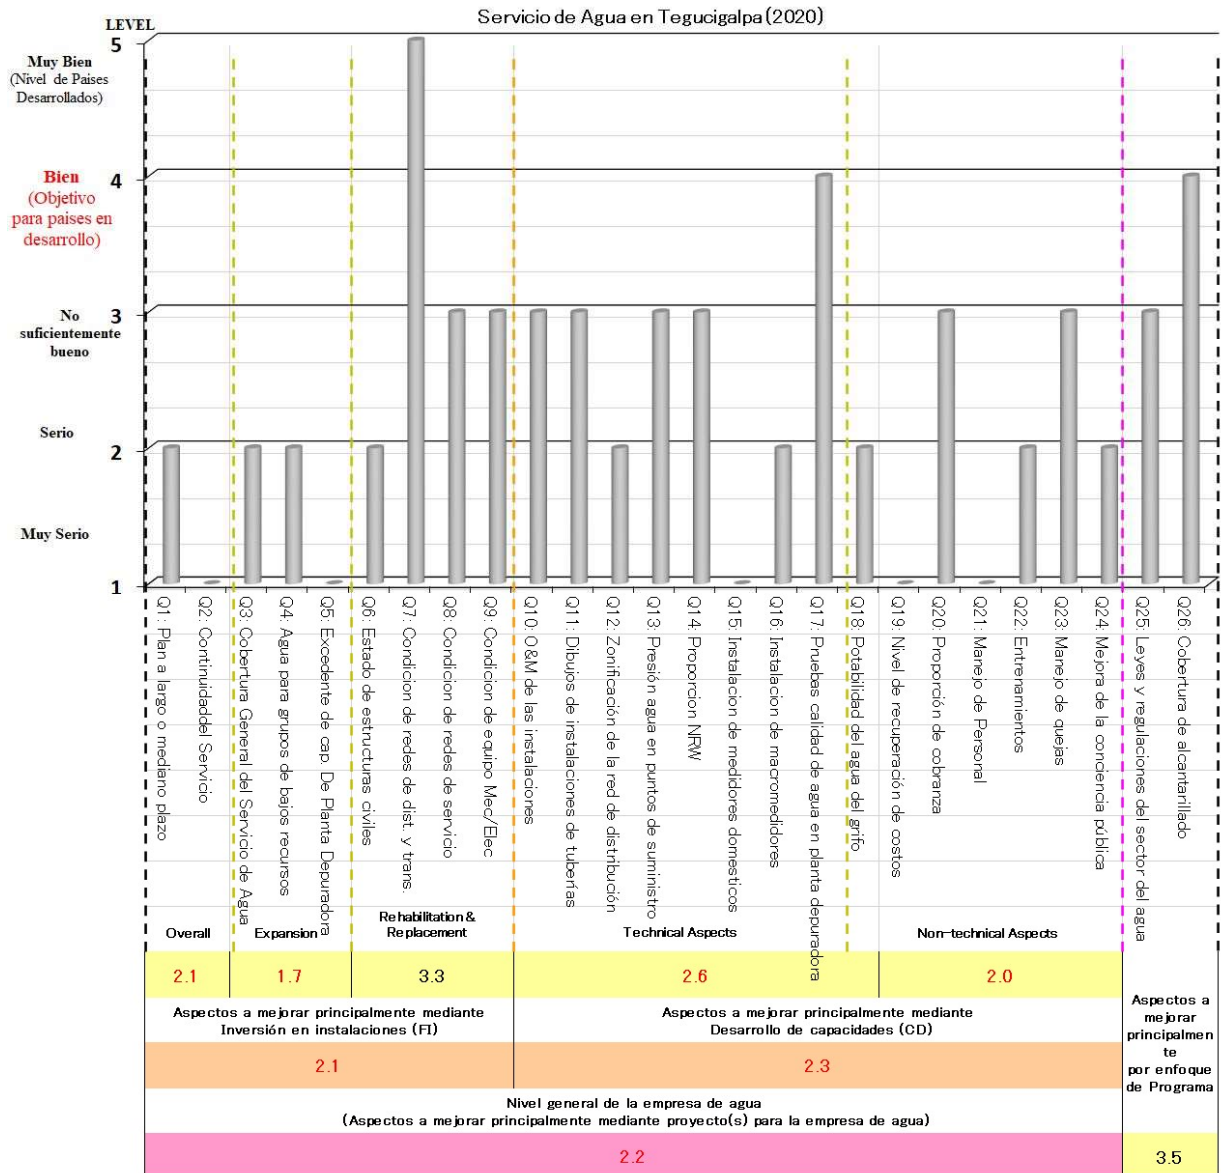 Servicio de Agua en Tegucigalpa(2020)
LEVEL
5
Muy Bien
(Nivel de Paises
Desarrollados)
Bien
(Objetivo
para paises en
desarrollo)
4
No
suficientemente
bueno
3
Serio
2
Muy Serio
1
Q1: Plan a largo o mediano plazo
Q2: Continuidaddel Servicio
Q3: Cobertura General del Servicio de Agua
Q4: Agua para grupos de bajos recursos
Q5: Excedente de cap. De Planta Depuradora
Q6: Estado de estructuras civiles
Q7: Condicion de redes de dist. y trans.
Q8: Condicion de redes de servicio
Q9: Condicion de equipo Mec/Elec
Q10: O&M de las instalaciones
Q11: Dibujos de instalaciones de tuberías
Q12: Zonificación de la red de distribución
Q13: Presión agua en puntos de suministro
Q14: Proporcion NRW
Q15: Instalacion de medidores domesticos
Q16: Instalacion de macromedidores
Q17: Pruebas calidad de agua en planta depuradora
Q18: Potabilidad del agua del grifo
Q19: Nivel de recuperación de costos
Q20: Proporción de cobranza
Q21: Manejo de Personal
Q22: Entrenamientos
Q23: Manejo de quejas
Q24: Mejora de la conciencia pública
Q25: Leyes y regulaciones del sector del agua
Q26: Cobertura de alcantarillado
Overall
Expansion
Rehabilitation &
Replacement
Technical Aspects
Non-technical Aspects
2.1
1.7
3.3
2.6
2.0
Aspectos a mejorar principalmente mediante
Inversión en instalaciones (FI)
Aspectos a mejorar principalmente mediante
Desarrollo de capacidades (CD)
2.1
2.3
Nivel general de la empresa de agua
(Aspectos a mejorar principalmente mediante proyecto(s) para la empresa de agua)
2.2
Aspectos a
mejorar
principalmen
te
por enfoque
de Programa
3.5